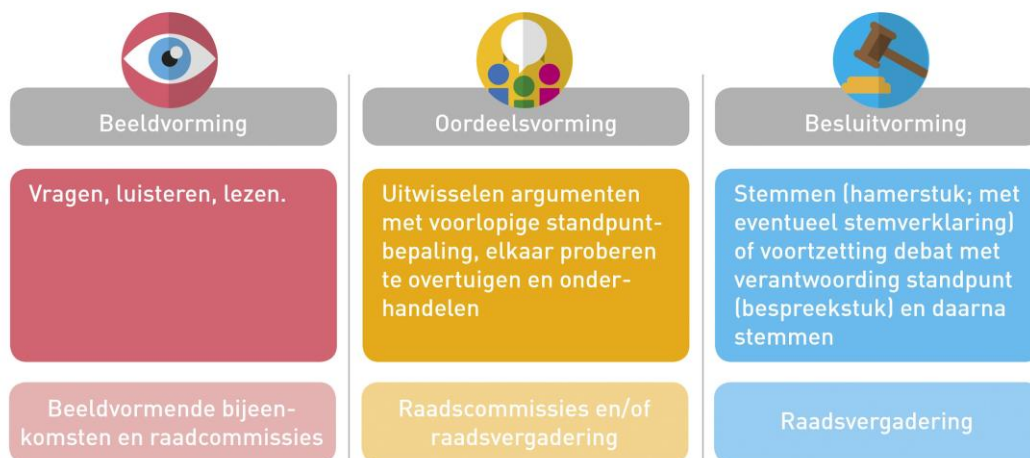 Beeldvorming
Oordeelsvorming
Besluitvorming
Vragen, luisteren, lezen.
Uitwisselen argumenten
met voorlopige standpunt-
bepaling, elkaar proberen
te overtuigen en onder-
handelen
Stemmen (hamerstuk; met
eventueel stemverklaring)
of voortzetting debat met
verantwoording standpunt
(bespreekstuk) en daarna
stemmen
Beeldvormende bijeen-
komsten en raadcommissies
Raadscommissies en/of
raadsvergadering
Raadsvergadering